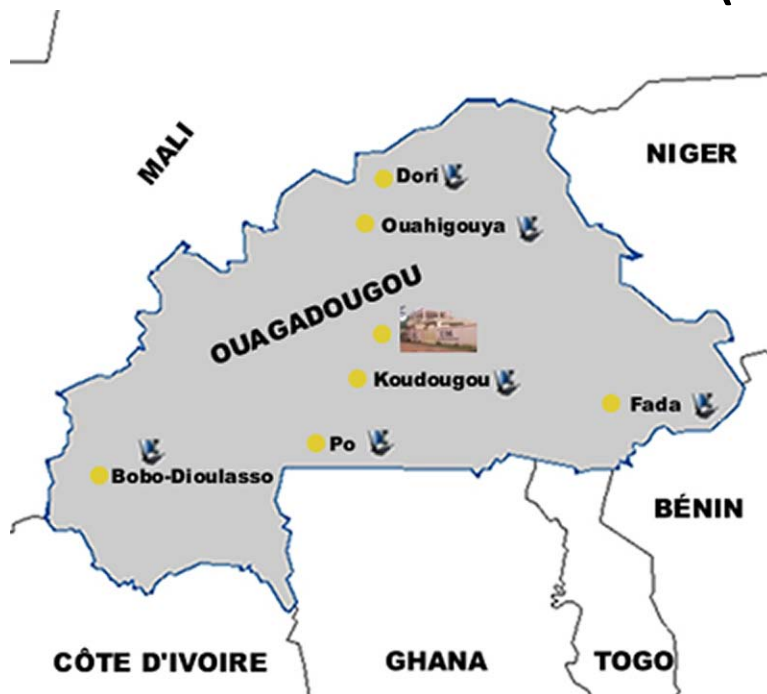 MALI
NIGER
Dori
Ouahigouya
OUAGADOUGOU
Koudougou
Fada
Po
Bobo-Dioulasso
BÉNIN
CÔTE D'IVOIRE
GHANA
TOGO